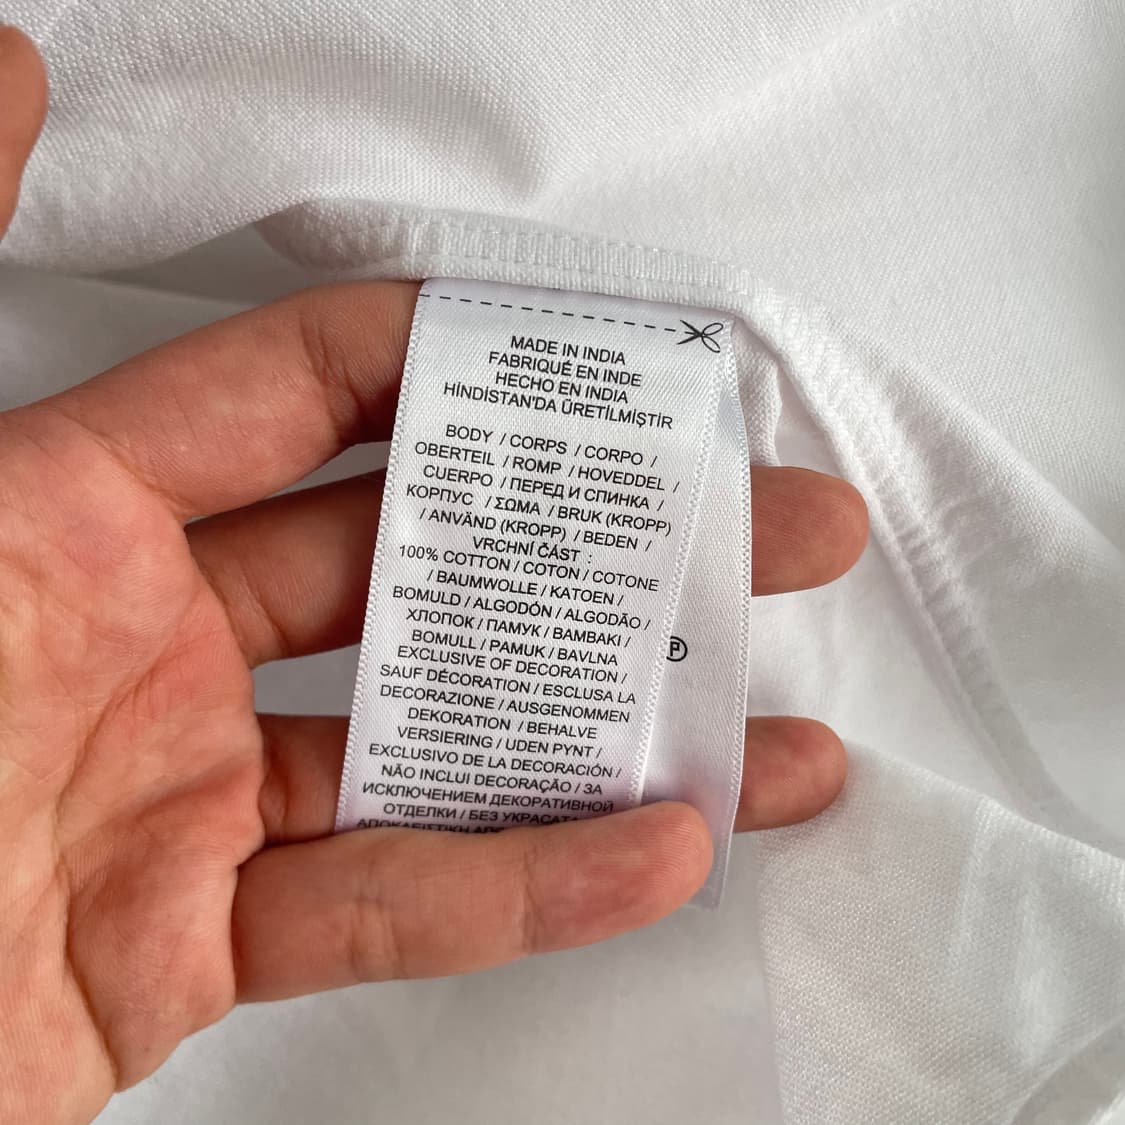 MADE IN INDIA
FABRIQUÉ EN INDE
HECHO EN INDIA
HİNDİSTAN'DA ÜRETİLMİŞTİR
BODY / CORPS / CORPO /
OBERTEIL / ROMP / HOVEDDEL /
CUERPO / ПЕРЕД И СПИНКА /
КОРПУС / ΣΩΜΑ / BRUK (KROPP)
/ ANVÄND (KROPP) / BEDEN /
VRCHNÍ ČÁST :
100% COTTON / COTON / COTONE
/ BAUMWOLLE / KATOEN /
BOMULD / ALGODÓN / ALGODÃO /
ХЛОПОК / ПАМУК / BAMBAKI /
BOMULL / PAMUK / BAVLNA
EXCLUSIVE OF DECORATION /
SAUF DÉCORATION / ESCLUSA LA
DECORAZIONE / AUSGENOMMEN
DEKORATION / BEHALVE
VERSIERING / UDEN PYNT /
EXCLUSIVO DE LA DECORACIÓN /
NÃO INCLUI DECORAÇÃO / ЗА
ИСКЛЮЧЕНИЕМ ДЕКОРАТИВНОЙ
ОТДЕЛКИ / БЕЗ
P